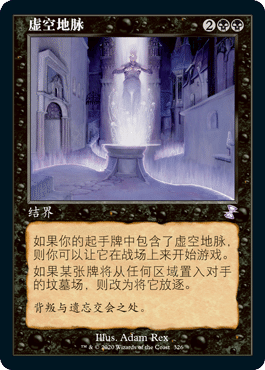 虚空地脉 2
结界
如果你的起手牌中包含了虚空地脉，
则你可以让它在战场上来开始游戏。
如果某张牌将从任何区域置入对手
的坟墓场，则改为将它放逐。
背叛与遗忘交会之处。
Illus. Adam Rex
™ & © 2020 Wizards of the Coast 326